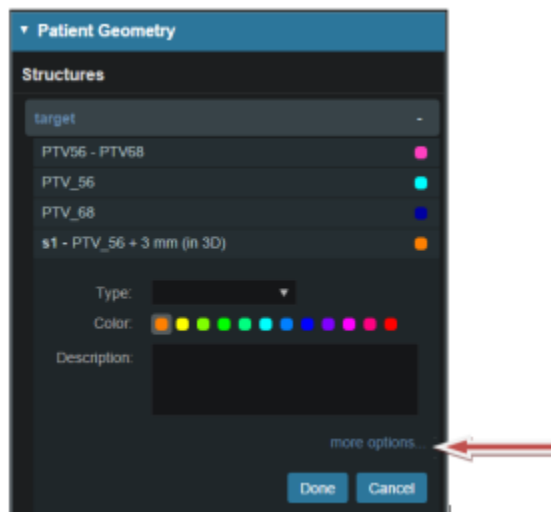 Patient Geometry
Structures
target -
PTV56 - PTV68
PTV_56
PTV_68
s1 - PTV_56 + 3 mm (in 3D)
Type:
Color:
Description:
more options...
Done Cancel